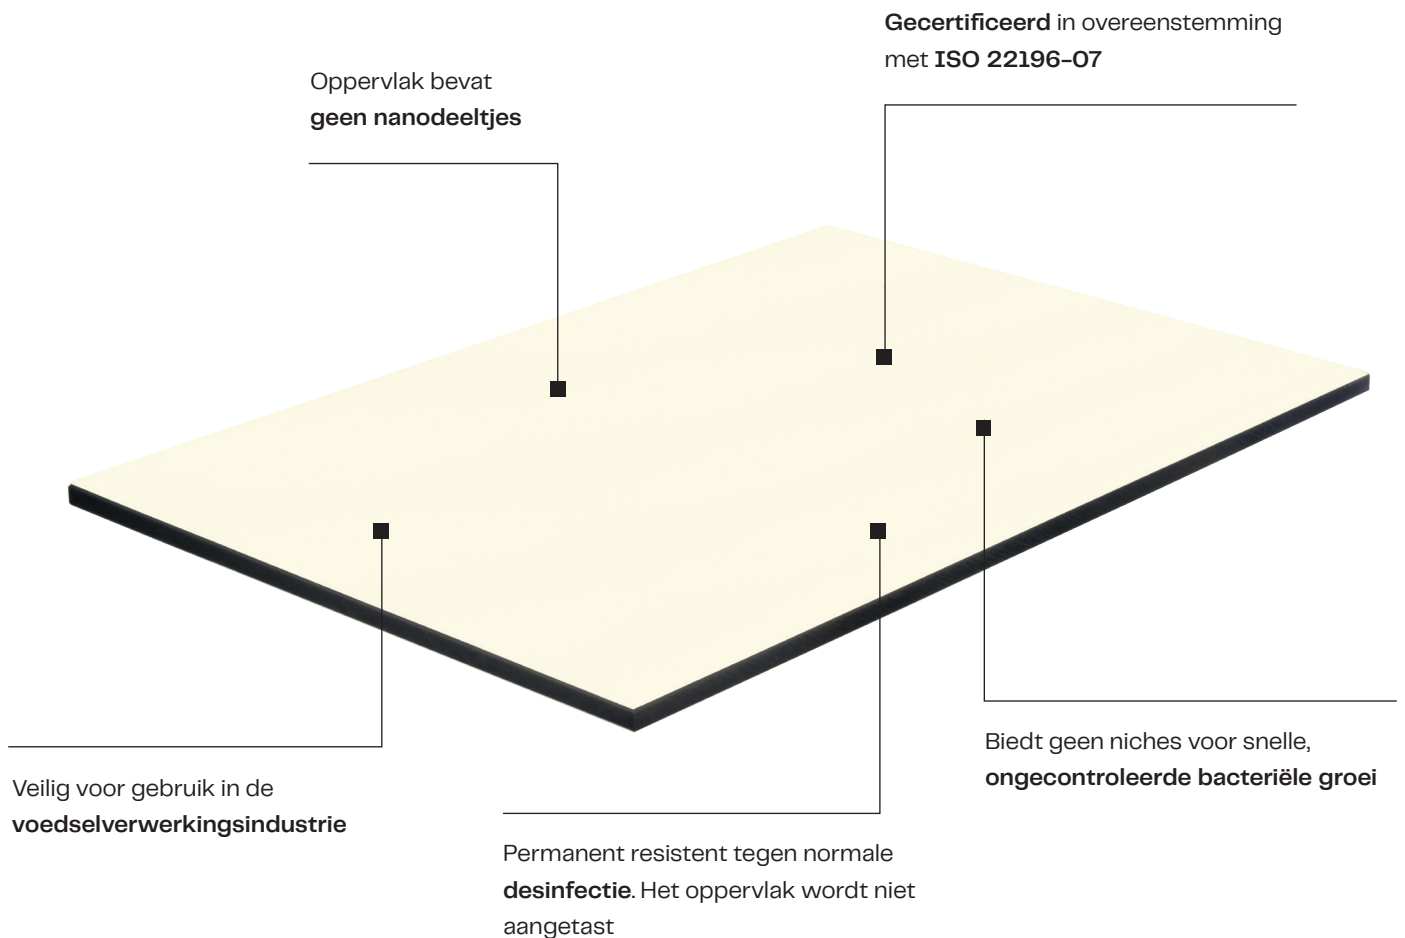 Gecertificeerd in overeenstemming
met ISO 22196-07
Oppervlak bevat
geen nanodeeltjes
Biedt geen niches voor snelle,
ongecontroleerde bacteriële groei
Veilig voor gebruik in de
voedselverwerkingsindustrie
Permanent resistent tegen normale
desinfectie. Het oppervlak wordt niet
aangetast